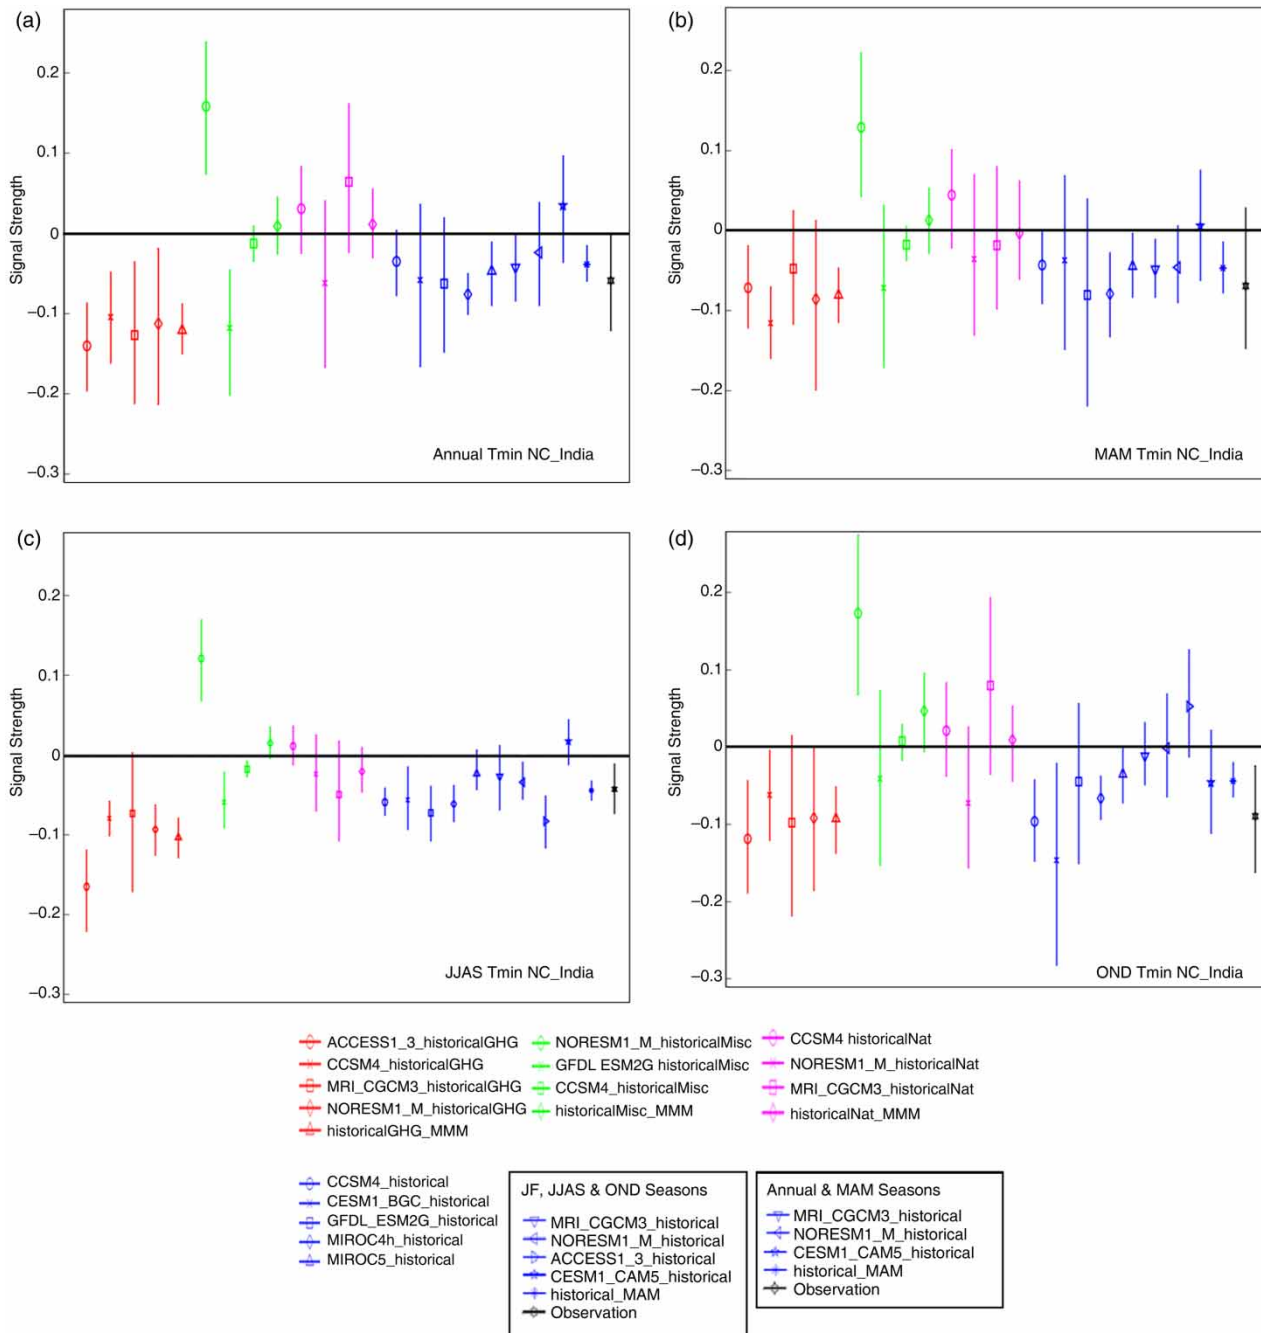 (a)
0.2
0.1
0
−0.1
−0.2
−0.3
Signal Strength
Annual Tmin NC_India
(b)
0.2
0.1
0
−0.1
−0.2
−0.3
Signal Strength
MAM Tmin NC_India
(c)
0.2
0.1
0
−0.1
−0.2
−0.3
Signal Strength
JJAS Tmin NC_India
(d)
0.2
0.1
0
−0.1
−0.2
−0.3
Signal Strength
OND Tmin NC_India
ACCESS1_3_historicalGHG
CCSM4_historicalGHG
MRI_CGCM3_historicalGHG
NORESM1_M_historicalGHG
historicalGHG_MMM
NORESM1_M_historicalMisc
GFDL ESM2G historicalMisc
CCSM4_historicalMisc
historicalMisc_MMM
CCSM4 historicalNat
NORESM1_M_historicalNat
MRI_CGCM3_historicalNat
historicalNat_MMM
CCSM4_historical
CESM1_BGC_historical
GFDL_ESM2G_historical
MIROC4h_historical
MIROC5_historical
JF, JJAS & OND Seasons
MRI_CGCM3_historical
NORESM1_M_historical
ACCESS1_3_historical
CESM1_CAM5_historical
historical_MAM
Observation
Annual & MAM Seasons
MRI_CGCM3_historical
NORESM1_M_historical
CESM1_CAM5_historical
historical_MAM
Observation